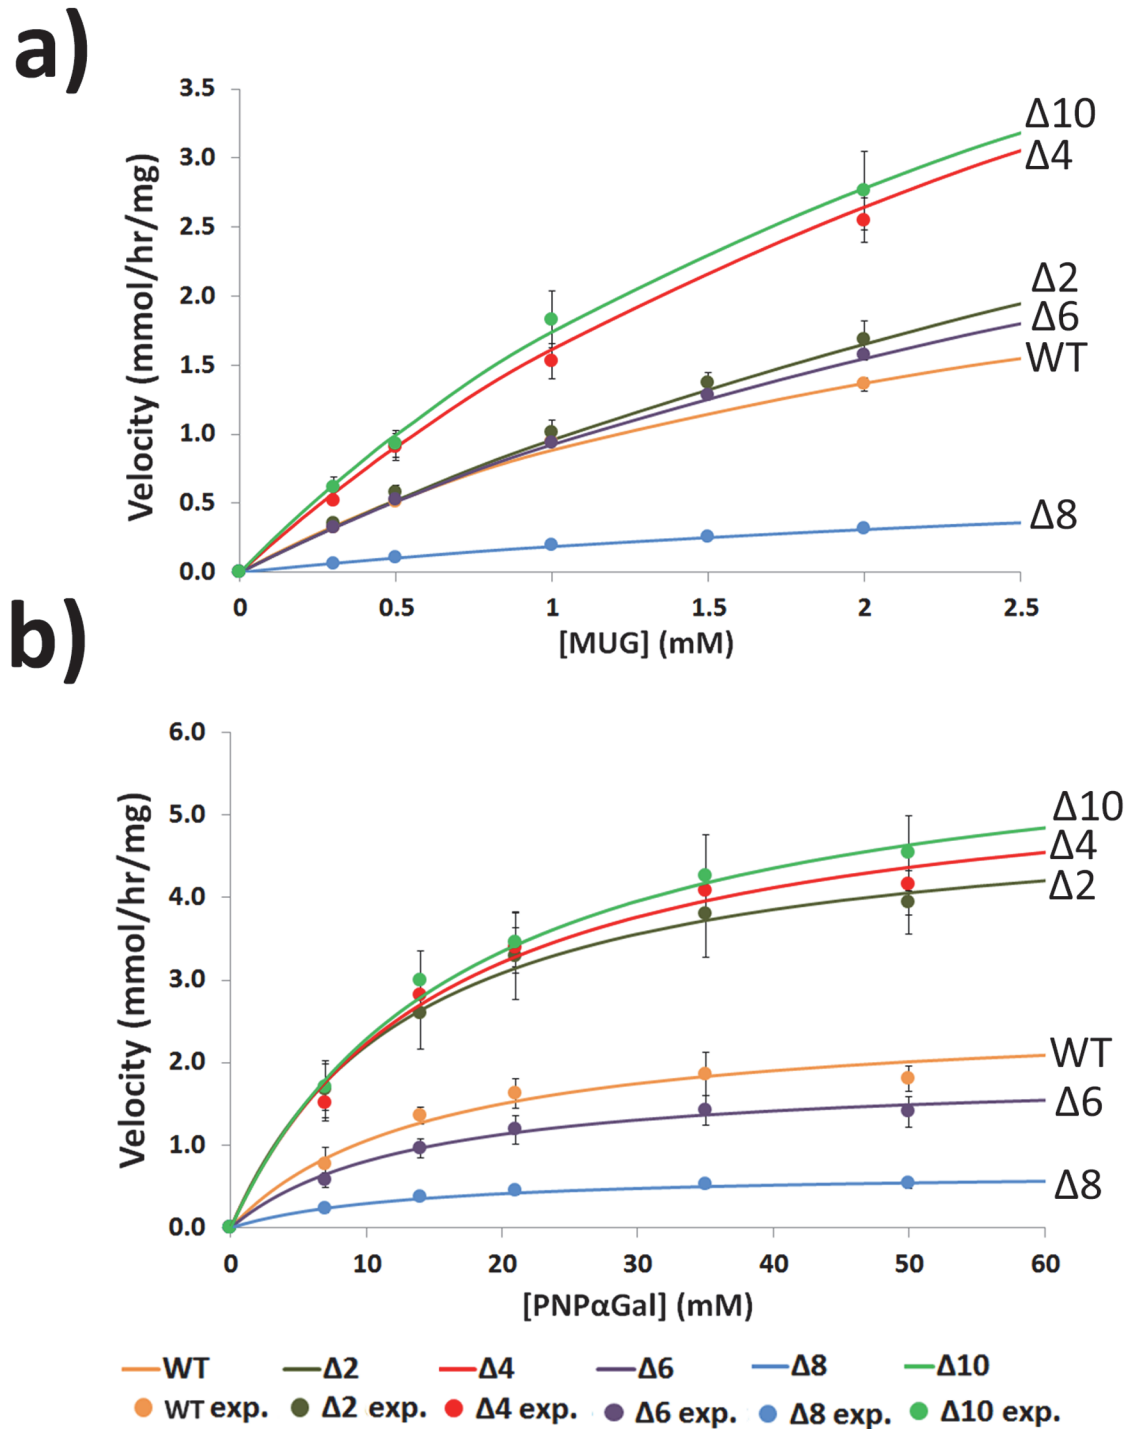 a)
3.5
3.0
2.5
2.0
1.5
1.0
0.5
0.0
Velocity (mmol/hr/mg)
Δ10
Δ4
Δ2
Δ6
WT
Δ8
0 0.5 1 1.5 2 2.5
[MUG] (mM)
b)
6.0
5.0
4.0
3.0
2.0
1.0
0.0
Velocity (mmol/hr/mg)
Δ10
Δ4
Δ2
WT
Δ6
Δ8
0 10 20 30 40 50 60
[PNPαGal] (mM)
WT Δ2 Δ4 Δ6 Δ8 Δ10
WT exp. Δ2 exp. Δ4 exp. Δ6 exp. Δ8 exp. Δ10 exp.